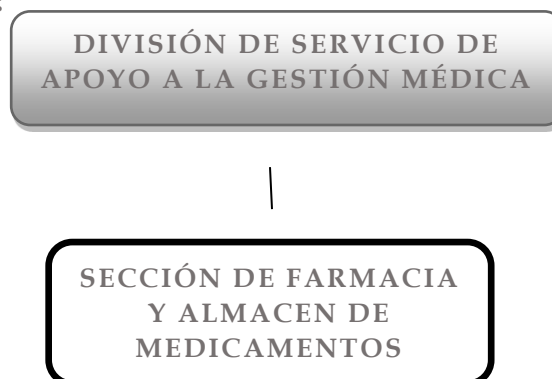 DIVISIÓN DE SERVICIO DE
APOYO A LA GESTIÓN MÉDICA
SECCIÓN DE FARMACIA
Y ALMACEN DE
MEDICAMENTOS